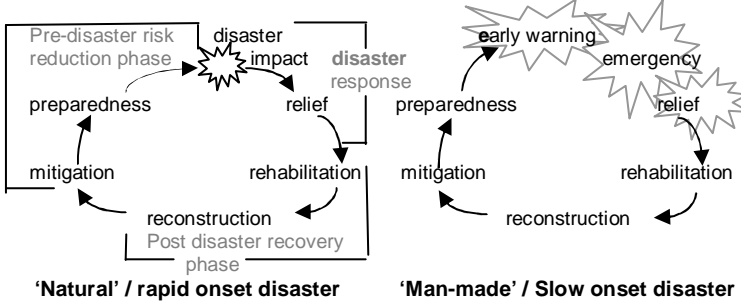 Pre-disaster risk
reduction phase
disaster
impact
disaster
response
preparedness
relief
mitigation
rehabilitation
reconstruction
Post disaster recovery
phase
'Natural' / rapid onset disaster
early warning
emergency
preparedness
relief
mitigation
rehabilitation
reconstruction
'Man-made' / Slow onset disaster